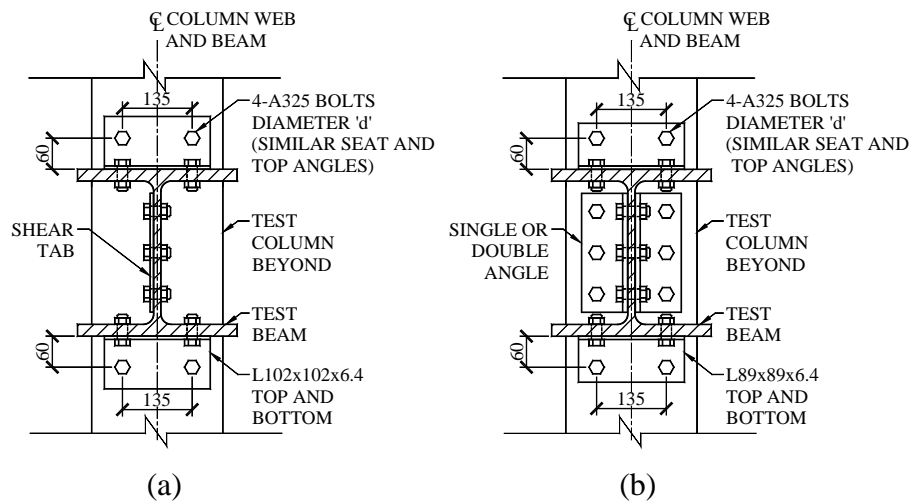 ℄ COLUMN WEB
AND BEAM
135
4-A325 BOLTS
DIAMETER 'd'
(SIMILAR SEAT AND
TOP ANGLES)
60
SHEAR
TAB
TEST
COLUMN
BEYOND
TEST
BEAM
60
L102x102x6.4
TOP AND
BOTTOM
135
(a)
℄ COLUMN WEB
AND BEAM
135
4-A325 BOLTS
DIAMETER 'd'
(SIMILAR SEAT AND
TOP ANGLES)
60
SINGLE OR
DOUBLE
ANGLE
TEST
COLUMN
BEYOND
TEST
BEAM
60
L89x89x6.4
TOP AND
BOTTOM
135
(b)